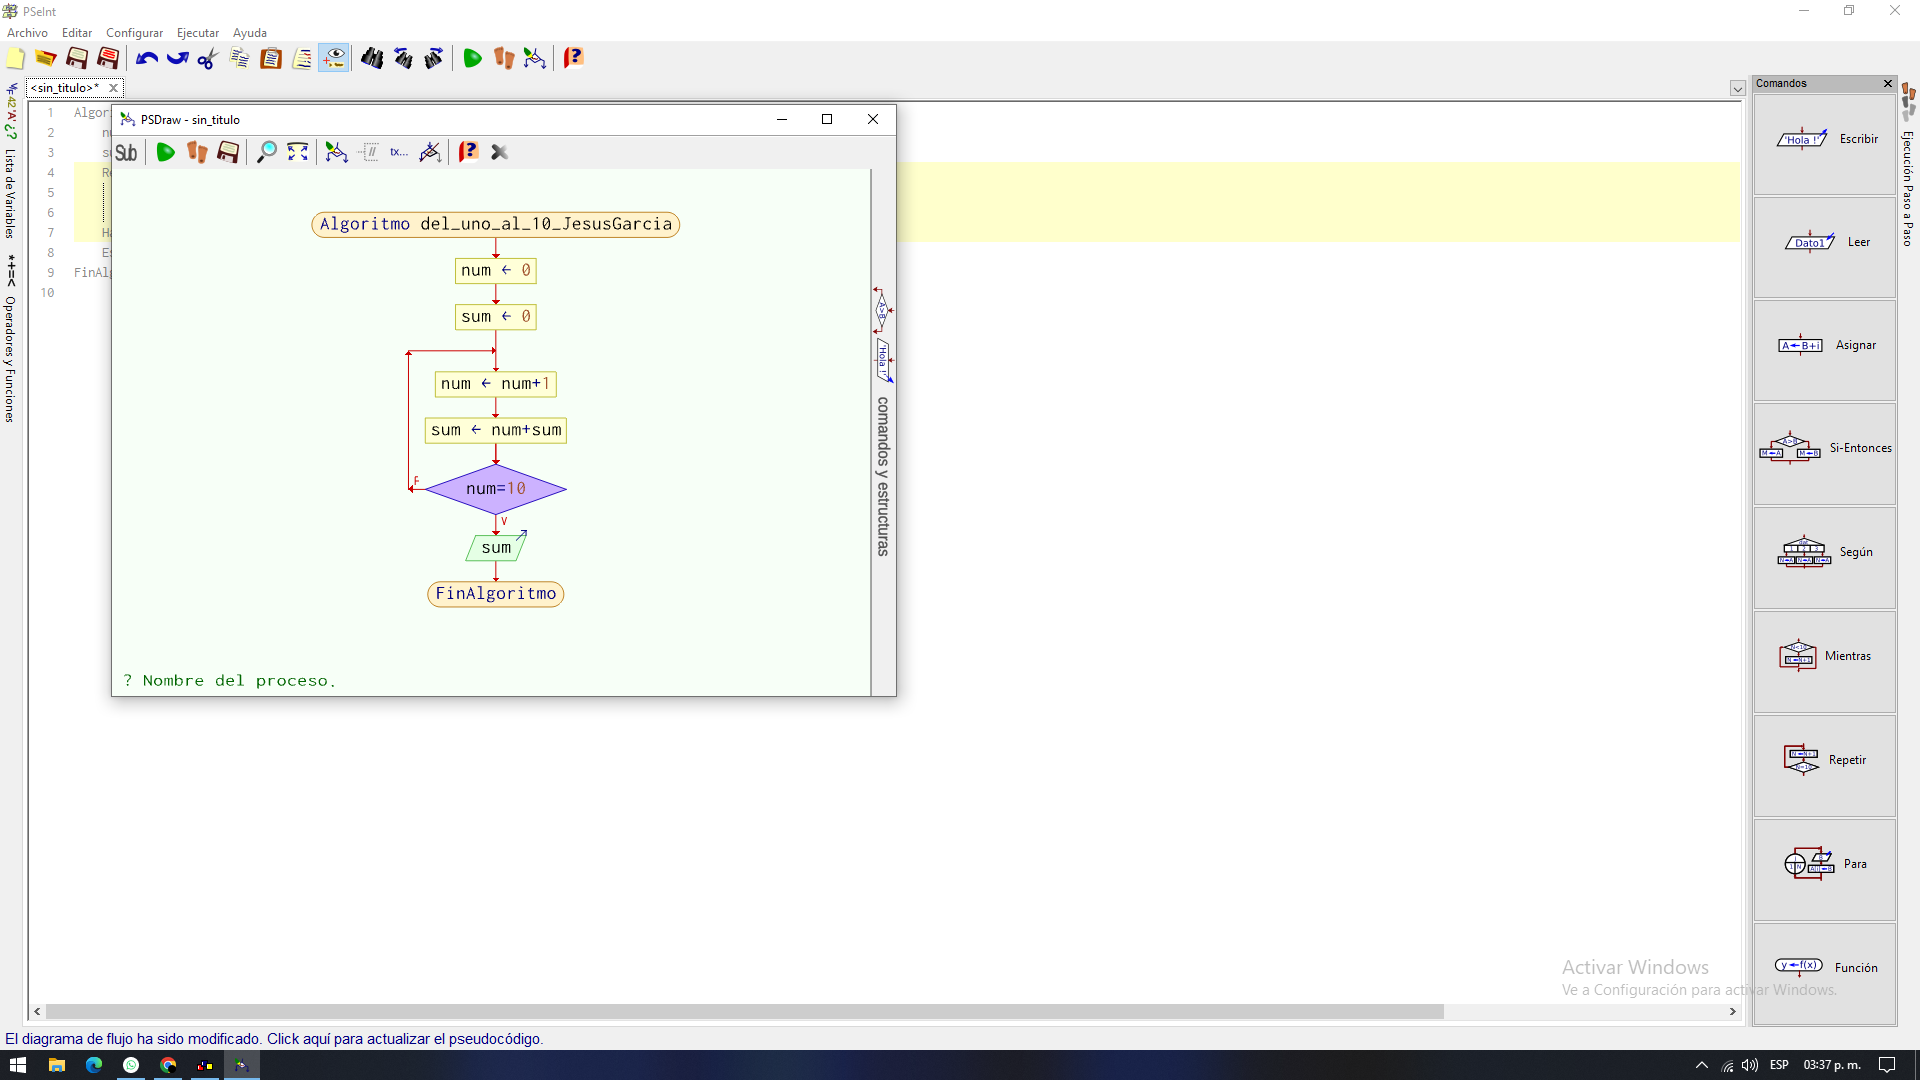 PSeInt
Archivo Editar Configurar Ejecutar Ayuda
<sin_titulo>*
Comandos
1 Algor
2
3
4
5
6
7
8
9 FinAlg
10
PSDraw - sin_titulo
Sub
tx...
Algoritmo del_uno_al_10_JesusGarcia
num ← 0
sum ← 0
num ← num+1
sum ← num+sum
num=10
F
V
sum
FinAlgoritmo
? Nombre del proceso.
A>B
'Hola !'
comandos y estructuras
Lista de Variables
*+=<
Operadores y Funciones
'Hola !' Escribir
Dato1 Leer
A←B+i Asignar
Si-Entonces
Según
Mientras
Repetir
Para
y←f(x) Función
Ejecución Paso a Paso
Activar Windows
Ve a Configuración para activar Windows.
El diagrama de flujo ha sido modificado. Click aquí para actualizar el pseudocódigo.
ESP 03:37 p. m.